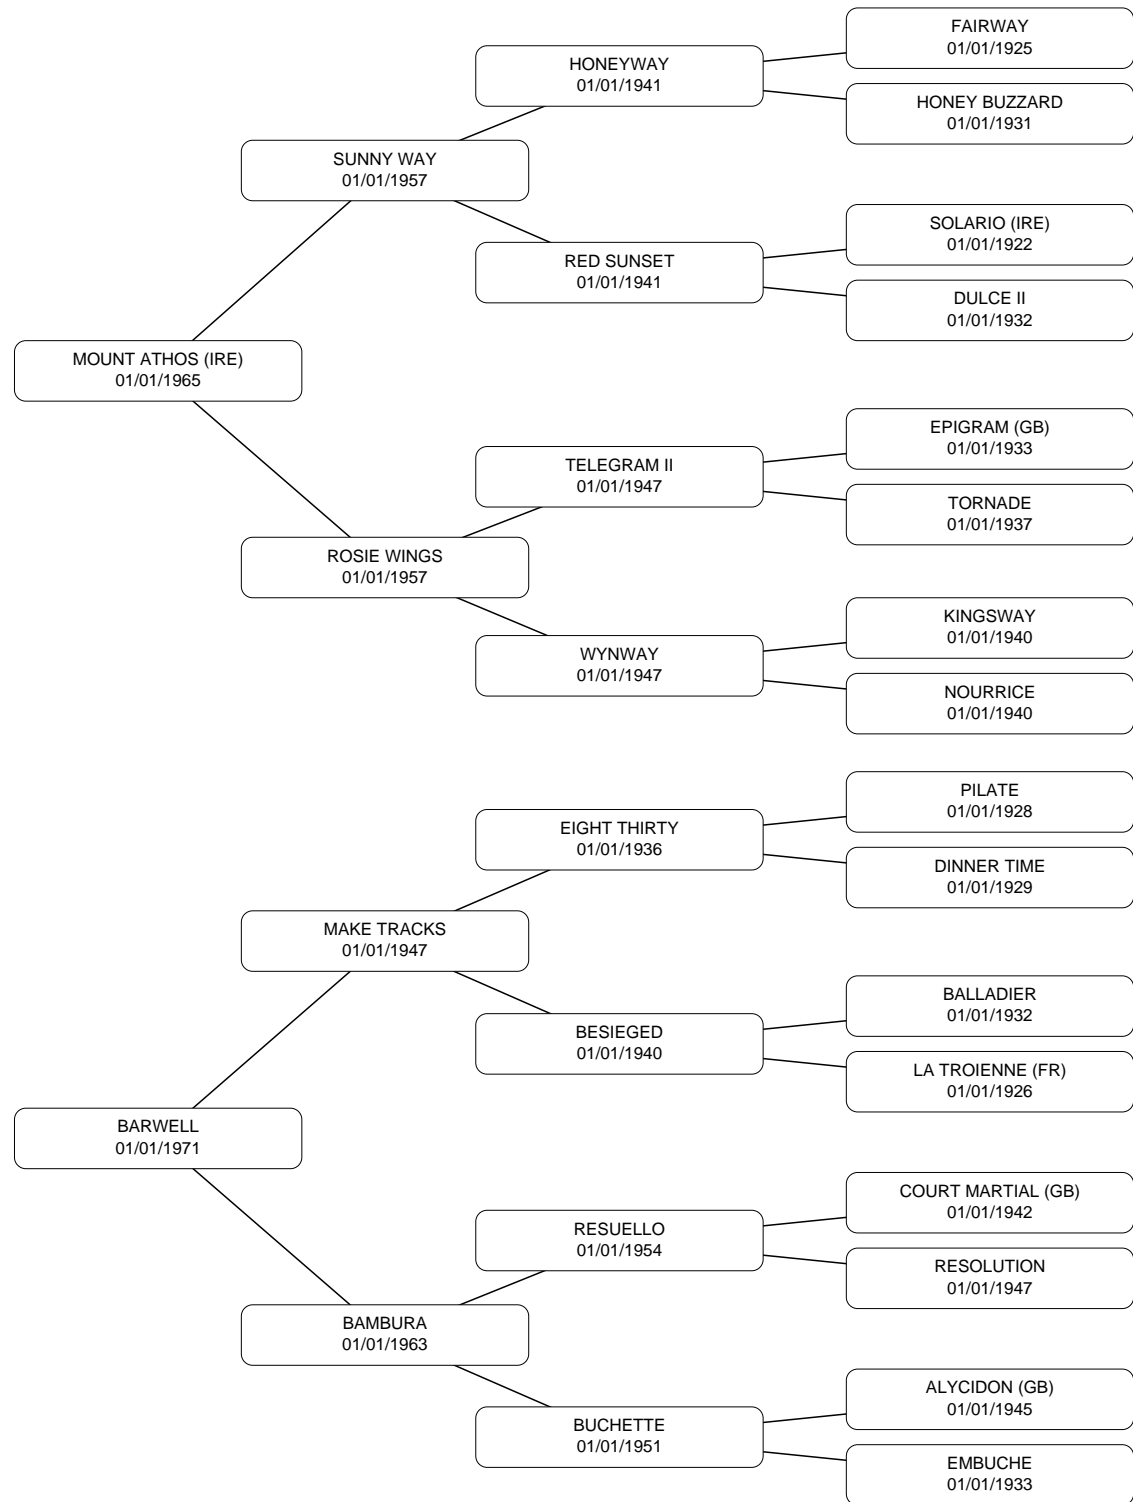 FAIRWAY
01/01/1925
HONEYWAY
01/01/1941
HONEY BUZZARD
01/01/1931
SUNNY WAY
01/01/1957
SOLARIO (IRE)
01/01/1922
RED SUNSET
01/01/1941
DULCE II
01/01/1932
MOUNT ATHOS (IRE)
01/01/1965
EPIGRAM (GB)
01/01/1933
TELEGRAM II
01/01/1947
TORNADE
01/01/1937
ROSIE WINGS
01/01/1957
KINGSWAY
01/01/1940
WYNWAY
01/01/1947
NOURRICE
01/01/1940
PILATE
01/01/1928
EIGHT THIRTY
01/01/1936
DINNER TIME
01/01/1929
MAKE TRACKS
01/01/1947
BALLADIER
01/01/1932
BESIEGED
01/01/1940
LA TROIENNE (FR)
01/01/1926
BARWELL
01/01/1971
COURT MARTIAL (GB)
01/01/1942
RESUELLO
01/01/1954
RESOLUTION
01/01/1947
BAMBURA
01/01/1963
ALYCIDON (GB)
01/01/1945
BUCHETTE
01/01/1951
EMBUCHE
01/01/1933